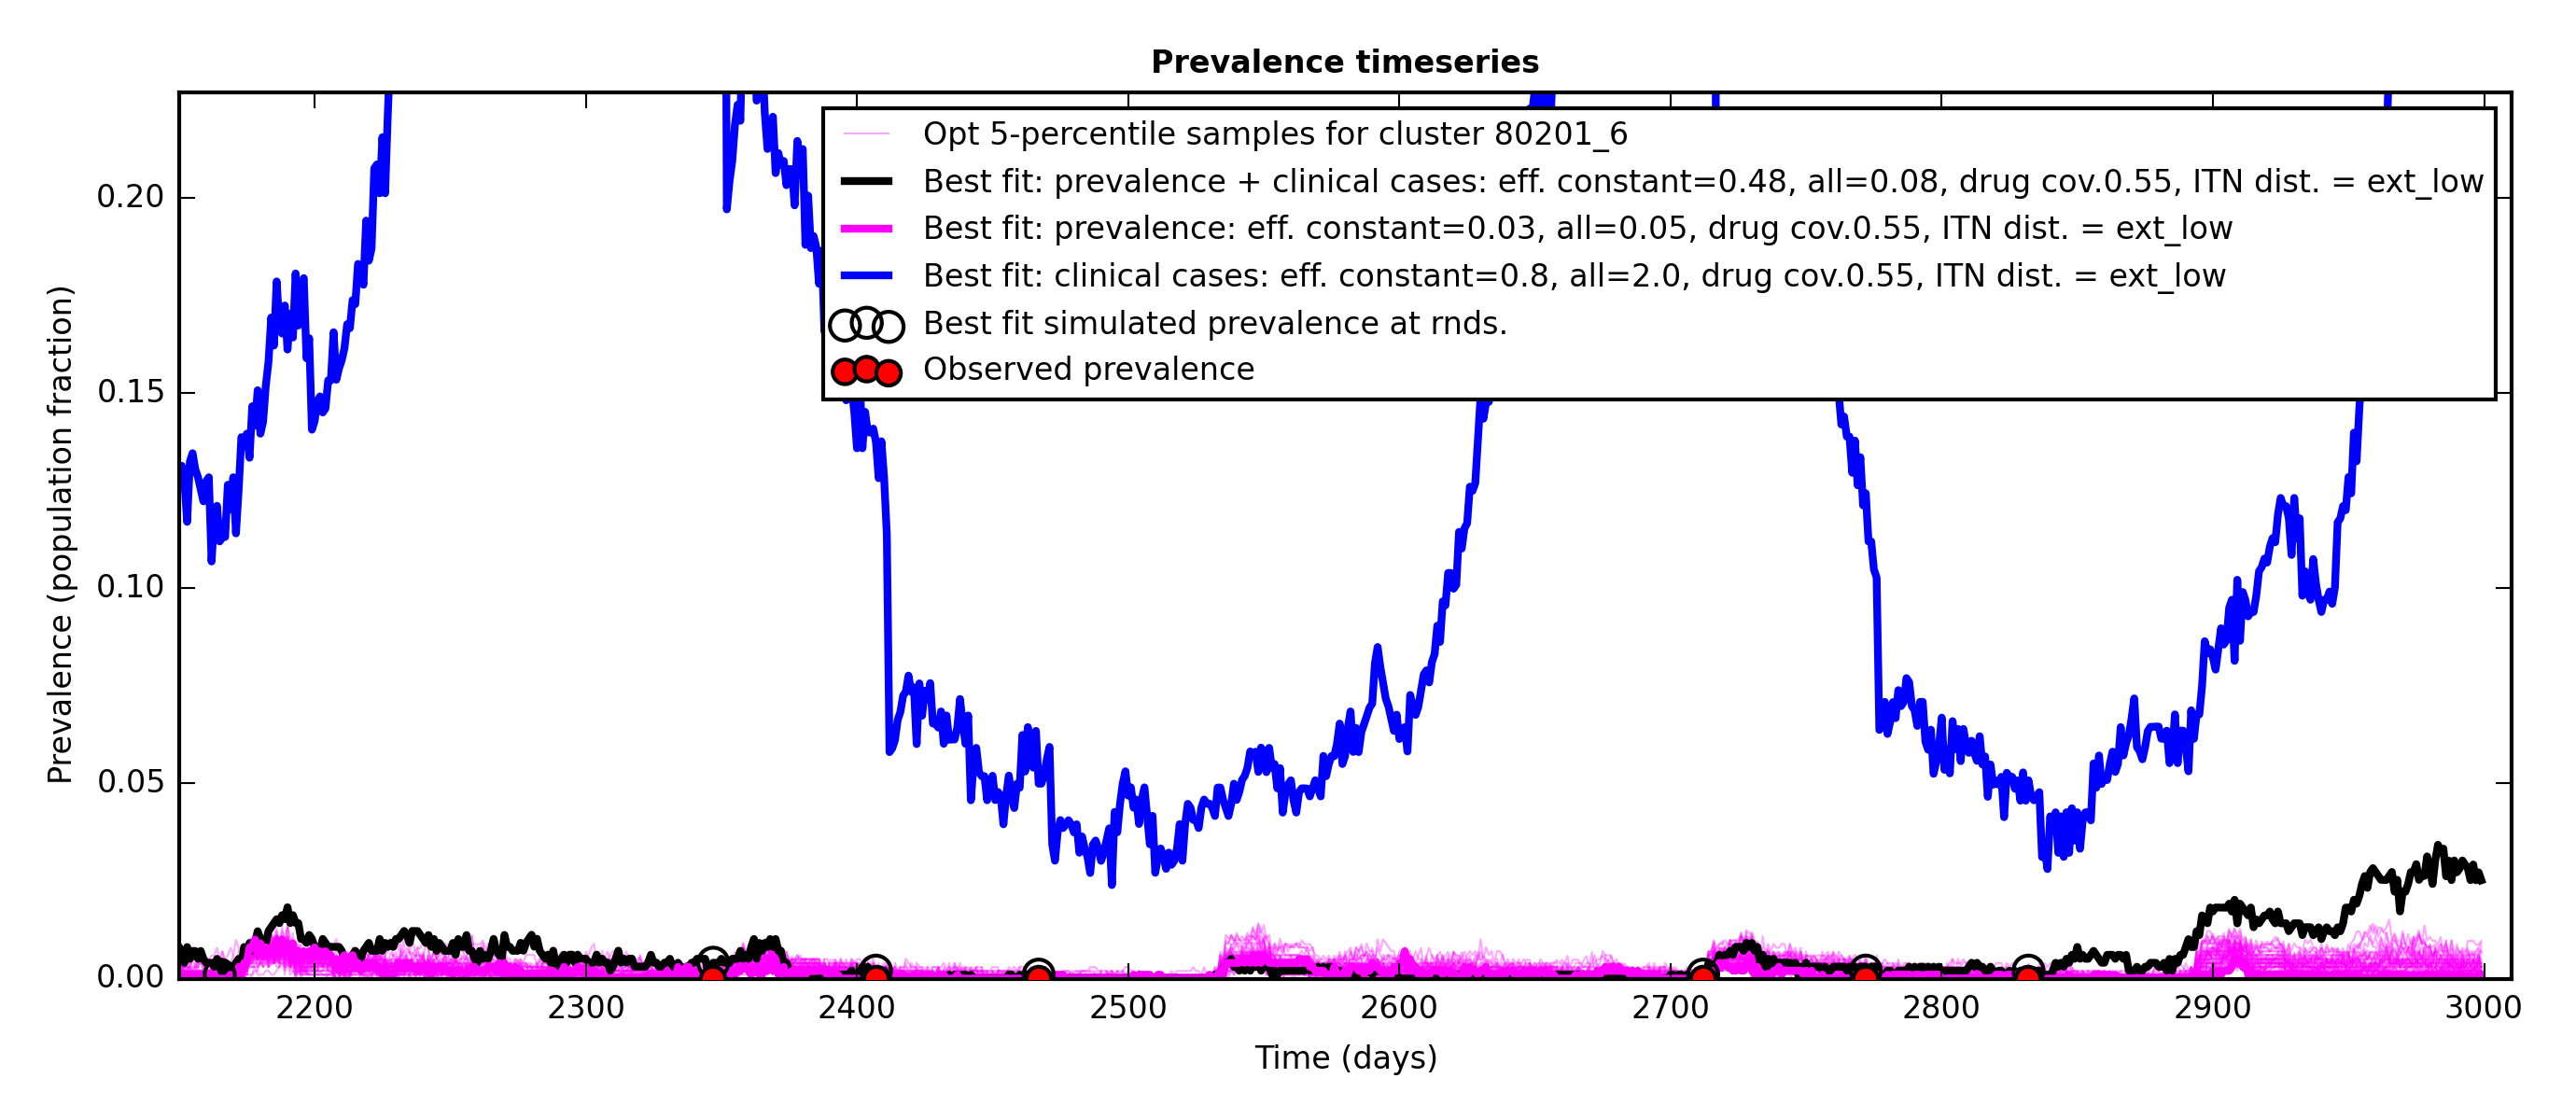 Prevalence timeseries
Opt 5-percentile samples for cluster 80201_6
Best fit: prevalence + clinical cases: eff. constant=0.48, all=0.08, drug cov.0.55, ITN dist. = ext_low
Best fit: prevalence: eff. constant=0.03, all=0.05, drug cov.0.55, ITN dist. = ext_low
Best fit: clinical cases: eff. constant=0.8, all=2.0, drug cov.0.55, ITN dist. = ext_low
Best fit simulated prevalence at rnds.
Observed prevalence
Prevalence (population fraction)
0.20
0.15
0.10
0.05
0.00
2200 2300 2400 2500 2600 2700 2800 2900 3000
Time (days)